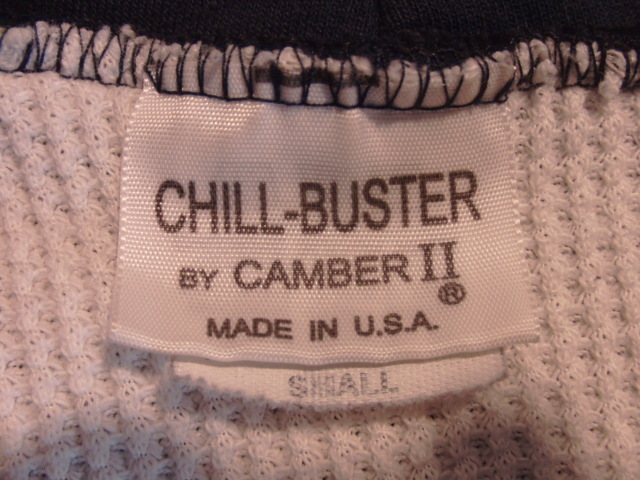 CHILL-BUSTER
BY CAMBER II ®
MADE IN U.S.A.
SMALL